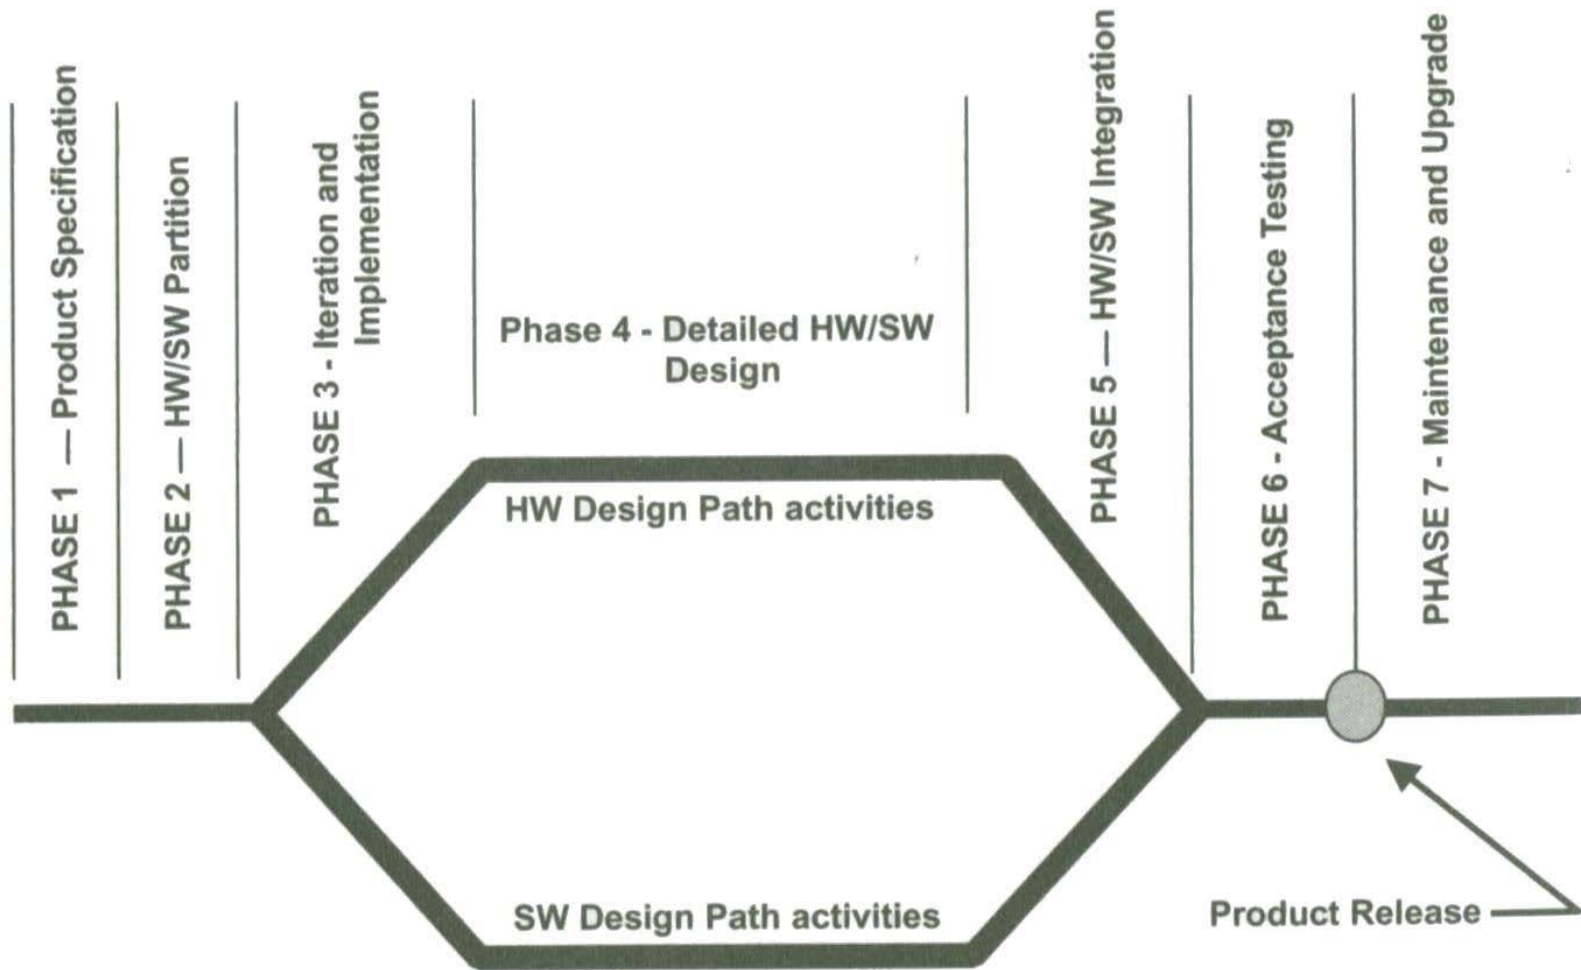 PHASE 1 — Product Specification
PHASE 2 — HW/SW Partition
PHASE 3 - Iteration and
Implementation
Phase 4 - Detailed HW/SW
Design
PHASE 5 — HW/SW Integration
PHASE 6 - Acceptance Testing
PHASE 7 - Maintenance and Upgrade
HW Design Path activities
SW Design Path activities
Product Release